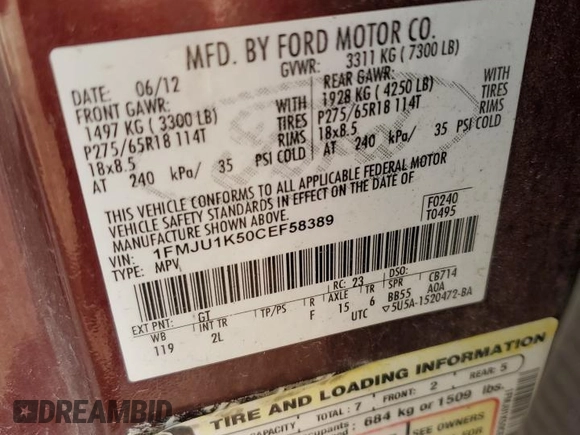 MFD. BY FORD MOTOR CO.
DATE: 06/12 GVWR: 3311 KG ( 7300 LB)
FRONT GAWR: REAR GAWR: WITH
1497 KG ( 3300 LB) WITH 1928 KG ( 4250 LB) TIRES
P275/65R18 114T TIRES P275/65R18 114T RIMS
18x8.5 RIMS 18x8.5
AT 240 kPa/ 35 PSI COLD AT 240 kPa/ 35 PSI COLD
THIS VEHICLE CONFORMS TO ALL APPLICABLE FEDERAL MOTOR
VEHICLE SAFETY STANDARDS IN EFFECT ON THE DATE OF
MANUFACTURE SHOWN ABOVE.
VIN: 1FMJU1K50CEF58389
TYPE: MPV
F0240
T0495
EXT PNT: GT RC: 23 DSO:
WB INT TR TP/PS R AXLE TR SPR CB714
119 2L F 15 6 BB55 A0A
UTC ▽5U5A-1520472-BA
TIRE AND LOADING INFORMATION
CAPACITY TOTAL: 7 FRONT: 2 REAR: 5
684 kg or 1509 lbs.
SEE OWNERS
DREAMBID